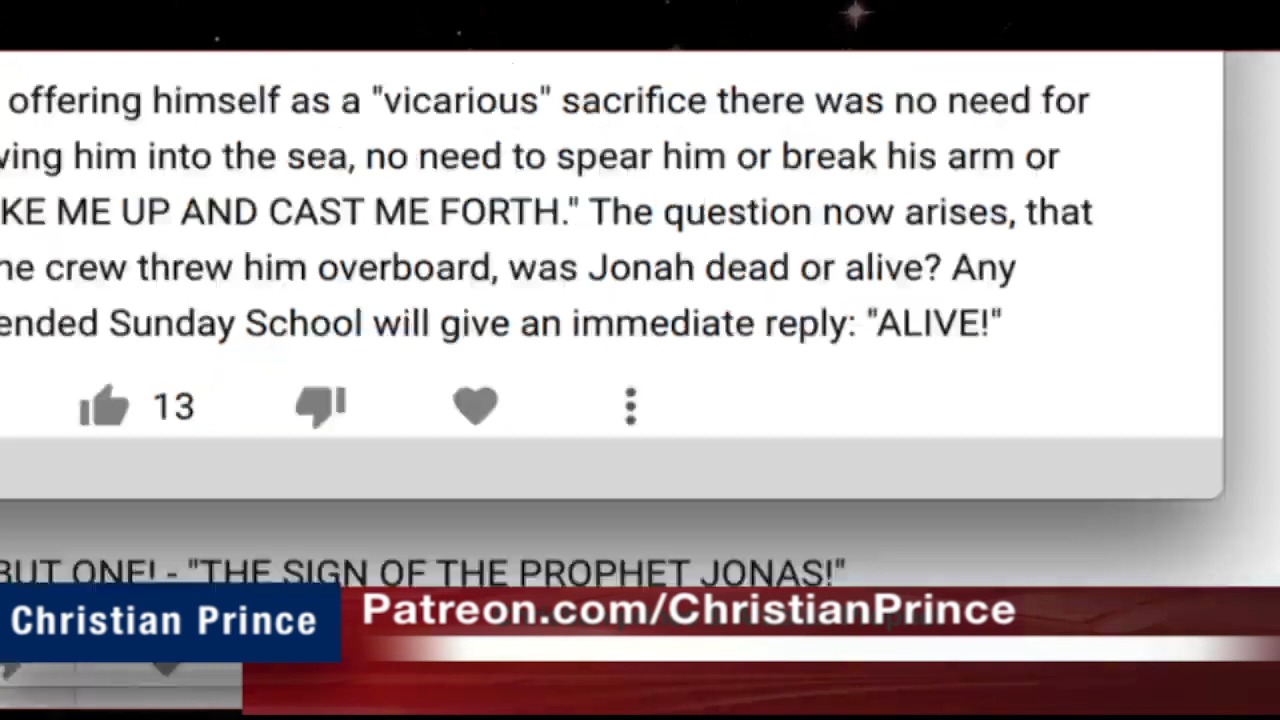 offering himself as a "vicarious" sacrifice there was no need for
ving him into the sea, no need to spear him or break his arm or
KE ME UP AND CAST ME FORTH." The question now arises, that
ne crew threw him overboard, was Jonah dead or alive? Any
ended Sunday School will give an immediate reply: "ALIVE!"
13
BUT ONE! - "THE SIGN OF THE PROPHET JONAS!"
Christian Prince
Patreon.com/ChristianPrince